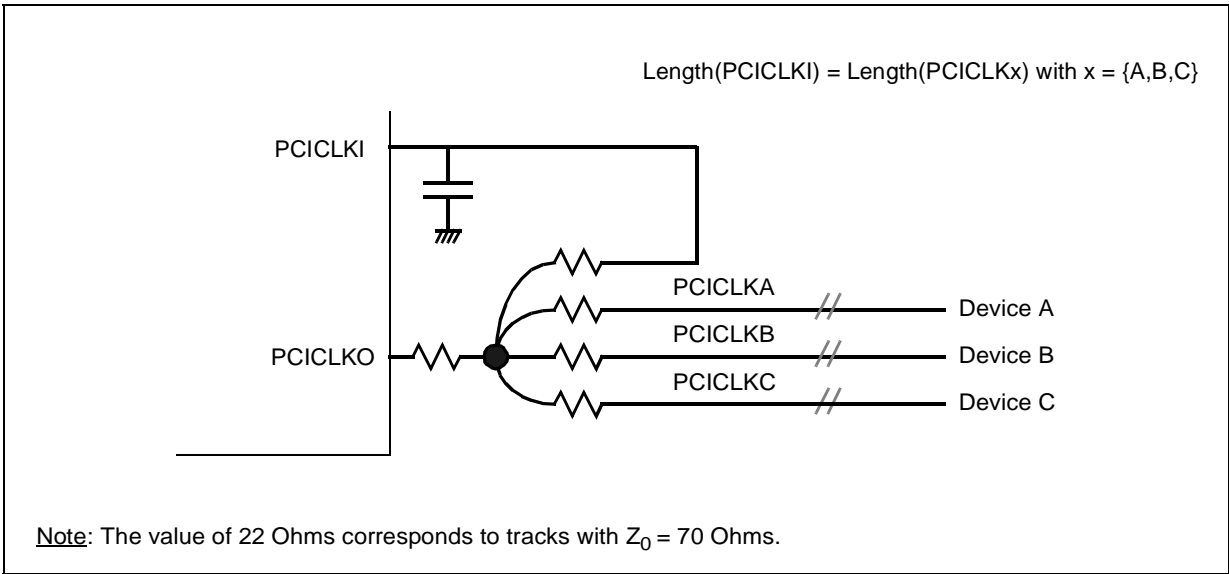 Length(PCICLKI) = Length(PCICLKx) with x = {A,B,C}
PCICLKI
PCICLKA
Device A
PCICLKB
PCICLKO
Device B
PCICLKC
Device C
Note: The value of 22 Ohms corresponds to tracks with Z0 = 70 Ohms.